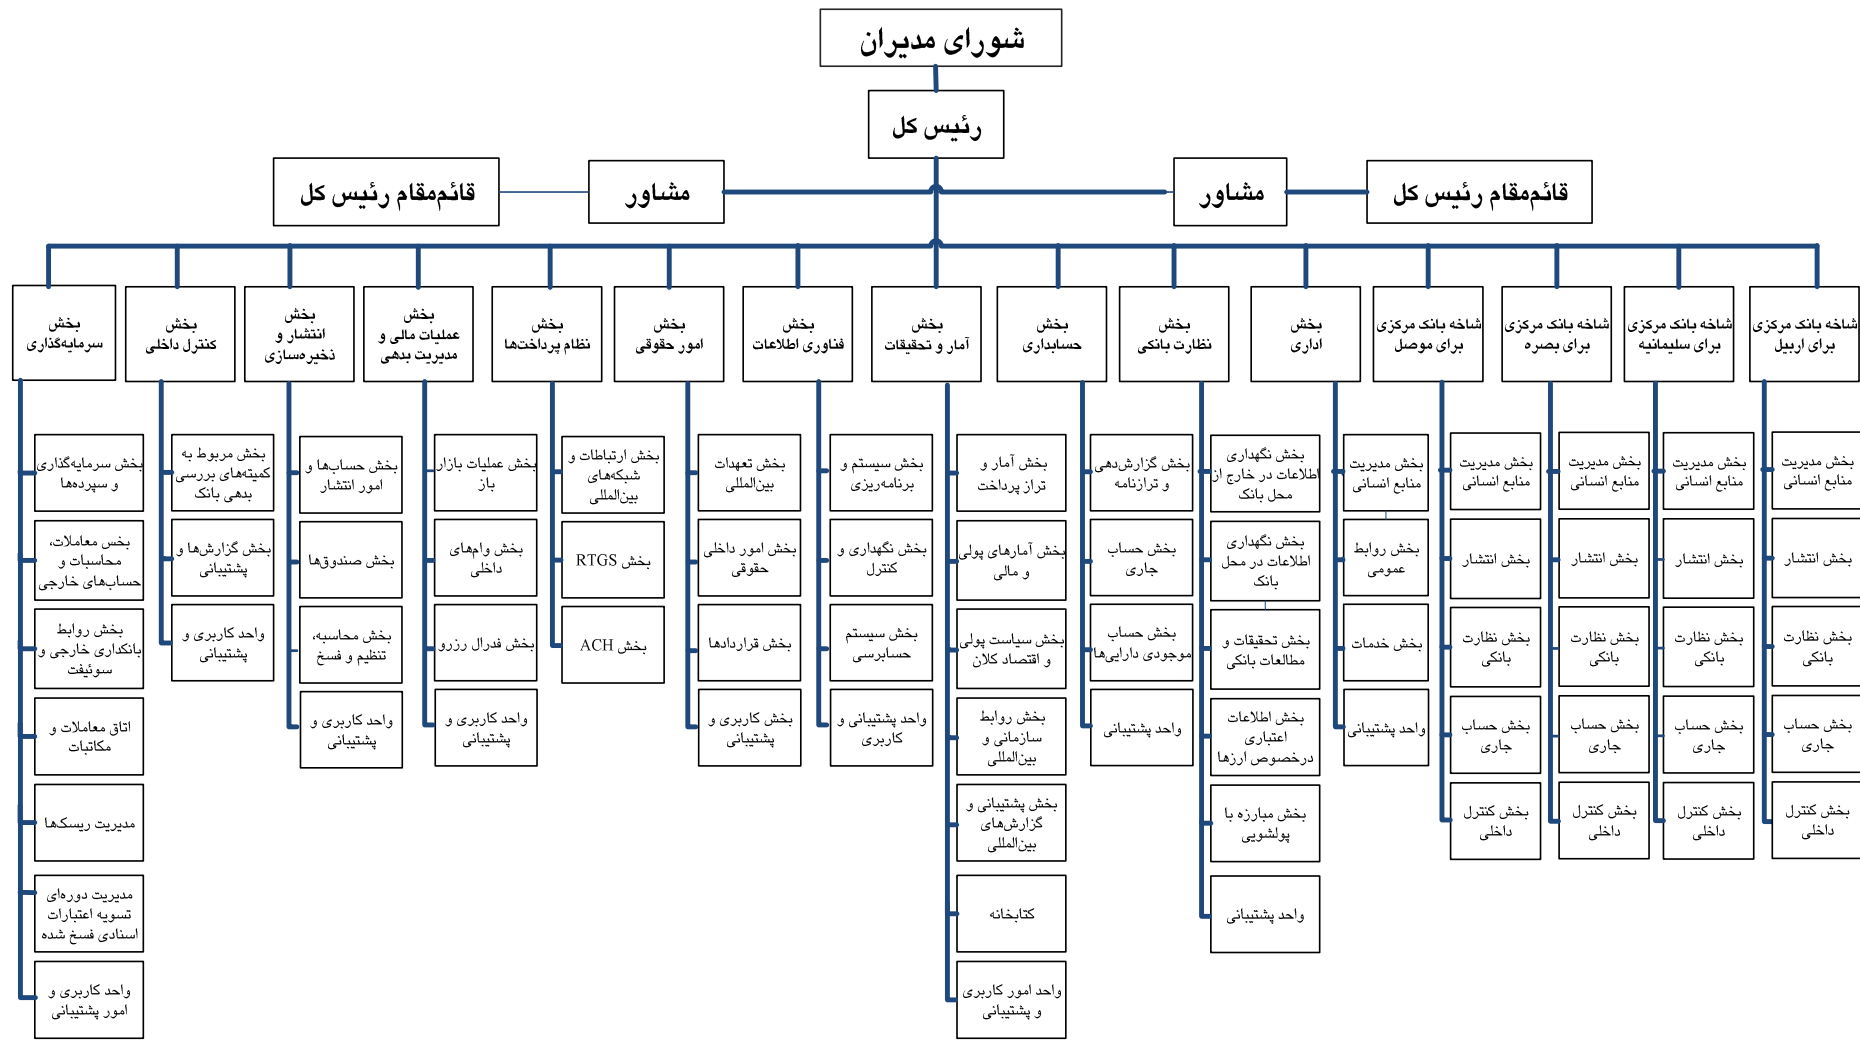 شورای مدیران
رئیس کل
قائم‌مقام رئیس کل
مشاور
مشاور
قائم‌مقام رئیس کل
شاخه بانک مرکزی
برای اربیل
بخش مدیریت
منابع انسانی
بخش انتشار
بخش نظارت
بانکی
بخش حساب
جاری
بخش کنترل
داخلی
شاخه بانک مرکزی
برای سلیمانیه
بخش مدیریت
منابع انسانی
بخش انتشار
بخش نظارت
بانکی
بخش حساب
جاری
بخش کنترل
داخلی
شاخه بانک مرکزی
برای بصره
بخش مدیریت
منابع انسانی
بخش انتشار
بخش نظارت
بانکی
بخش حساب
جاری
بخش کنترل
داخلی
شاخه بانک مرکزی
برای موصل
بخش مدیریت
منابع انسانی
بخش انتشار
بخش نظارت
بانکی
بخش حساب
جاری
بخش کنترل
داخلی
بخش
اداری
بخش مدیریت
منابع انسانی
بخش روابط
عمومی
بخش خدمات
واحد پشتیبانی
بخش
نظارت بانکی
بخش نگهداری
اطلاعات در خارج از
محل بانک
بخش نگهداری
اطلاعات در محل
بانک
بخش تحقیقات و
مطالعات بانکی
بخش اطلاعات
اعتباری
درخصوص ارزها
بخش مبارزه با
پولشویی
واحد پشتیبانی
بخش
حسابداری
بخش گزارش‌دهی
و ترازنامه
بخش حساب
جاری
بخش حساب
موجودی دارایی‌ها
واحد پشتیبانی
بخش
آمار و تحقیقات
بخش آمار و
تراز پرداخت
بخش آمارهای پولی
و مالی
بخش سیاست پولی
و اقتصاد کلان
بخش روابط
سازمانی و
بین‌المللی
بخش پشتیبانی و
گزارش‌های
بین‌المللی
کتابخانه
واحد امور کاربری
و پشتیبانی
بخش
فناوری اطلاعات
بخش سیستم و
برنامه‌ریزی
بخش نگهداری و
کنترل
بخش سیستم
حسابرسی
واحد پشتیبانی و
کاربری
بخش
امور حقوقی
بخش تعهدات
بین‌المللی
بخش امور داخلی
حقوقی
بخش قراردادها
بخش کاربری و
پشتیبانی
بخش
نظام پرداخت‌ها
بخش ارتباطات و
شبکه‌های
بین‌المللی
بخش RTGS
بخش ACH
بخش
عملیات مالی و
مدیریت بدهی
بخش عملیات بازار
باز
بخش وام‌های
داخلی
بخش فدرال رزرو
واحد کاربری و
پشتیبانی
بخش
انتشار و
ذخیره‌سازی
بخش حساب‌ها و
امور انتشار
بخش صندوق‌ها
بخش محاسبه،
تنظیم و فسخ
واحد کاربری و
پشتیبانی
بخش
کنترل داخلی
بخش مربوط به
کمیته‌های بررسی
بدهی بانک
بخش گزارش‌ها و
پشتیبانی
واحد کاربری و
پشتیبانی
بخش
سرمایه‌گذاری
بخش سرمایه‌گذاری
و سپرده‌ها
بخس معاملات،
محاسبات و
حساب‌های خارجی
بخش روابط
بانکداری خارجی و
سوئیفت
اتاق معاملات و
مکاتبات
مدیریت ریسک‌ها
مدیریت دوره‌ای
تسویه اعتبارات
اسنادی فسخ شده
واحد کاربری و
امور پشتیبانی